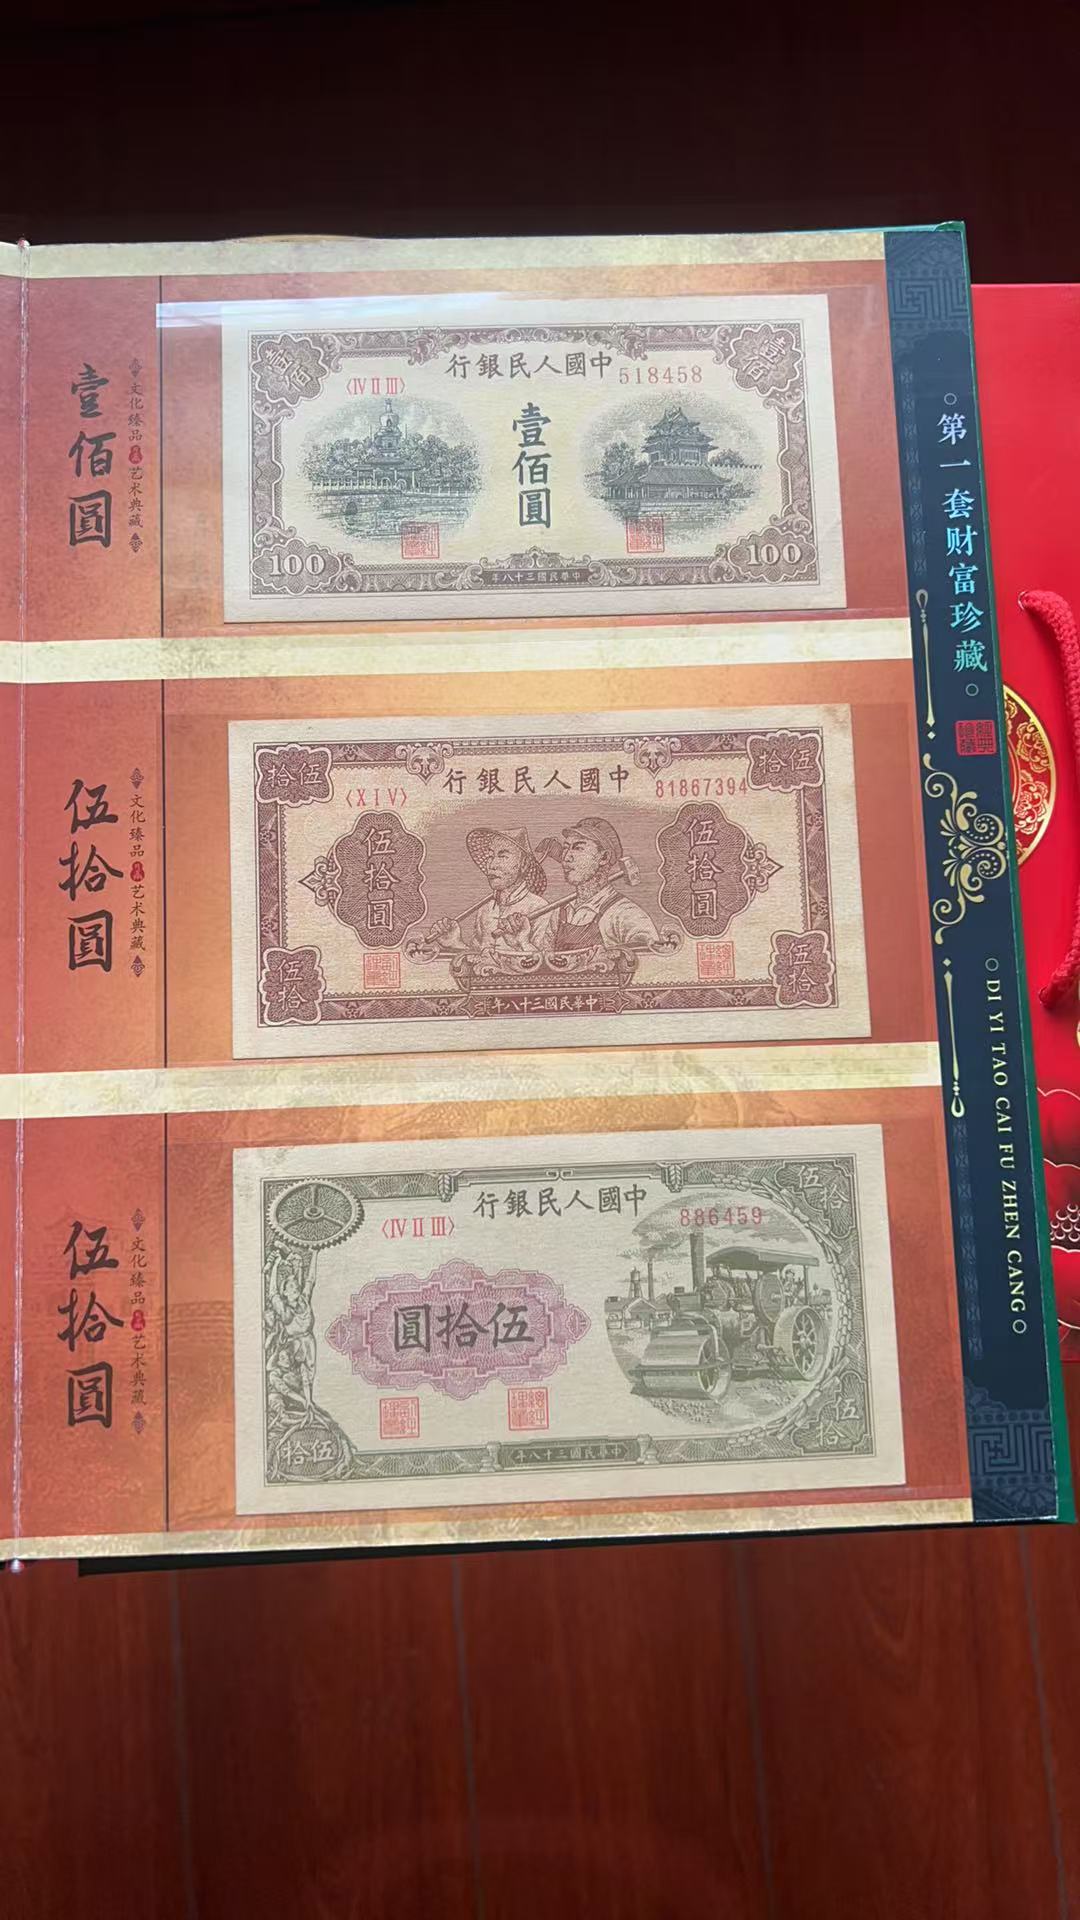 壹佰圓
文化臻品 艺术典藏
中國人民銀行
〈IV II III〉
518458
壹佰
壹佰
壹佰圓
100
100
中華民國三十八年
伍拾圓
文化臻品 艺术典藏
中國人民銀行
〈X I V〉
81867394
伍拾
伍拾
伍拾圓
伍拾圓
伍拾
伍拾
中華民國三十八年
伍拾圓
文化臻品 艺术典藏
中國人民銀行
〈IV II III〉
886459
伍拾
伍拾圓
伍拾
伍拾
中華民國三十八年
第一套财富珍藏
DI YI TAO CAI FU ZHEN CANG